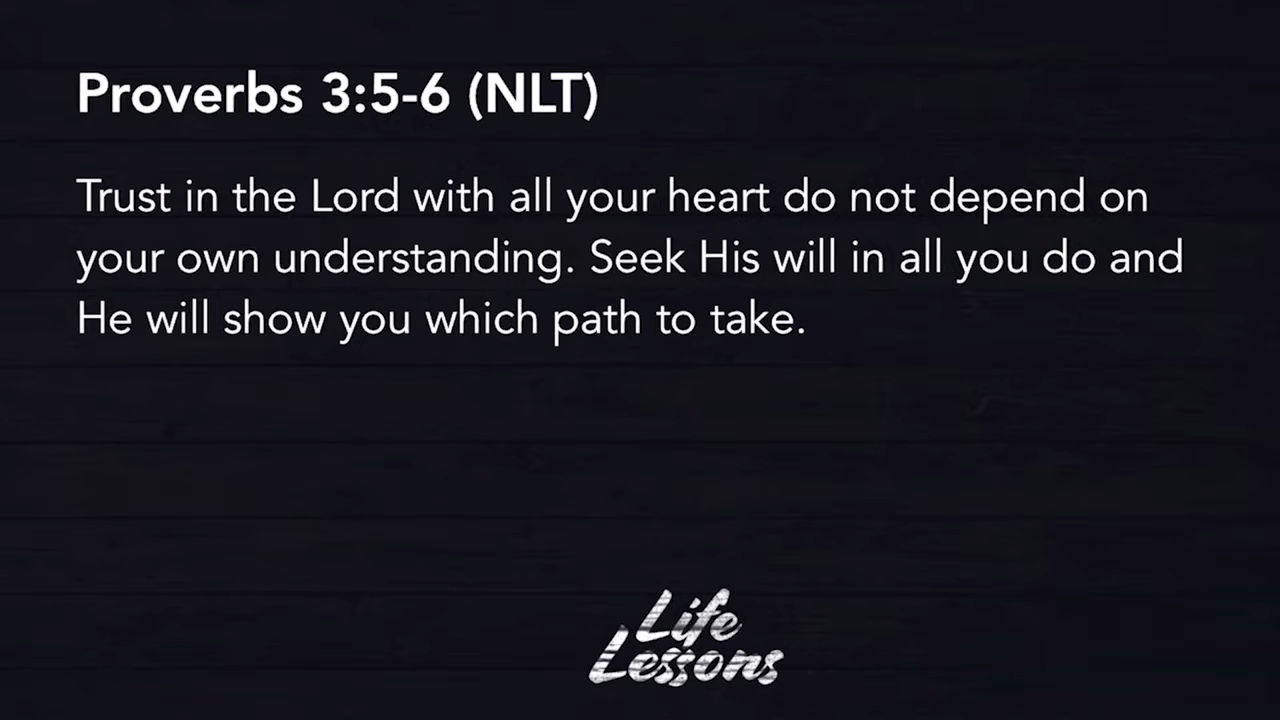 Proverbs 3:5-6 (NLT)
Trust in the Lord with all your heart do not depend on
your own understanding. Seek His will in all you do and
He will show you which path to take.
Life
Lessons